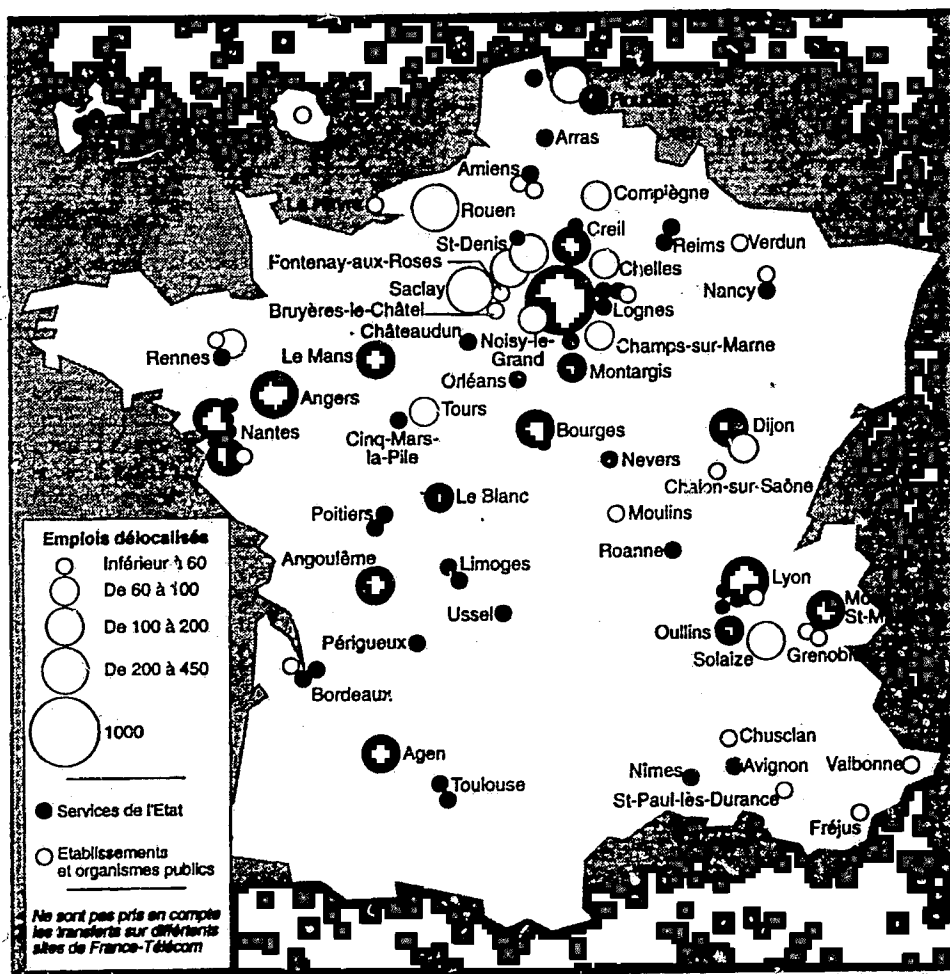 Arras
Amiens
Compiègne
Le Havre
Rouen
Creil
St-Denis
Reims
Verdun
Fontenay-aux-Roses
Chelles
Saclay
Nancy
Bruyères-le-Châtel
Lognes
Châteaudun
Noisy-le-
Grand
Champs-sur-Marne
Rennes
Le Mans
Orléans
Montargis
Angers
Tours
Nantes
Cinq-Mars-
la-Pile
Bourges
Dijon
Nevers
Chalon-sur-Saône
Le Blanc
Poitiers
Moulins
Angoulême
Roanne
Limoges
Lyon
Ussel
St-M
Oullins
Périgueux
Solaize
Grenoble
Bordeaux
Agen
Chusclan
Toulouse
Nîmes
Avignon
Valbonne
St-Paul-lès-Durance
Fréjus
Emplois délocalisés
Inférieur à 60
De 60 à 100
De 100 à 200
De 200 à 450
1000
Services de l'Etat
Etablissements
et organismes publics
Ne sont pas pris en compte
les transferts sur différents
sites de France-Télécom